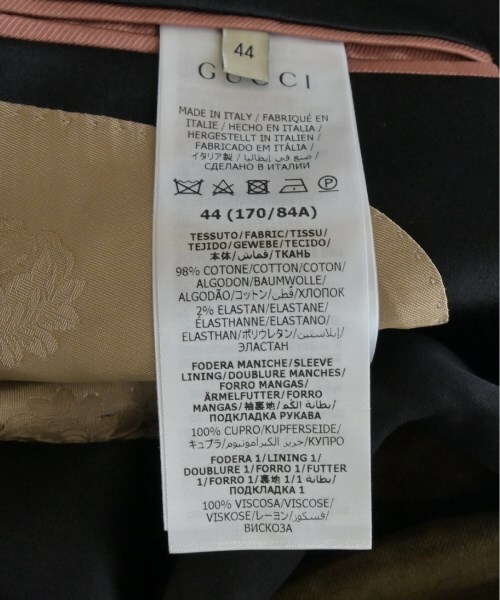 44
GUCCI
MADE IN ITALY / FABRIQUÉ EN
ITALIE / HECHO EN ITALIA /
HERGESTELLT IN ITALIEN /
FABRICADO EM ITÁLIA /
イタリア製 / صنع في إيطاليا /
СДЕЛАНО В ИТАЛИИ
P
44 (170/84A)
TESSUTO/FABRIC/TISSU/
TEJIDO/GEWEBE/TECIDO/
本体/قماش/ТКАНЬ
98% COTONE/COTTON/COTON/
ALGODON/BAUMWOLLE/
ALGODÃO/コットン/قطن/ХЛОПОК
2% ELASTAN/ELASTANE/
ÉLASTHANNE/ELASTANO/
ELASTHAN/ポリウレタン/إيلاستين/
ЭЛАСТАН
FODERA MANICHE/SLEEVE
LINING/DOUBLURE MANCHES/
FORRO MANGAS/
ÄRMELFUTTER/FORRO
MANGAS/袖裏地/بطانة الكم/
ПОДКЛАДКА РУКАВА
100% CUPRO/KUPFERSEIDE/
キュプラ/حرير الكبرامونيوم/КУПРО
FODERA 1/LINING 1/
DOUBLURE 1/FORRO 1/FUTTER
1/FORRO 1/裏地 1/بطانة 1/
ПОДКЛАДКА 1
100% VISCOSA/VISCOSE/
VISKOSE/レーヨン/فسكوز/
ВИСКОЗА